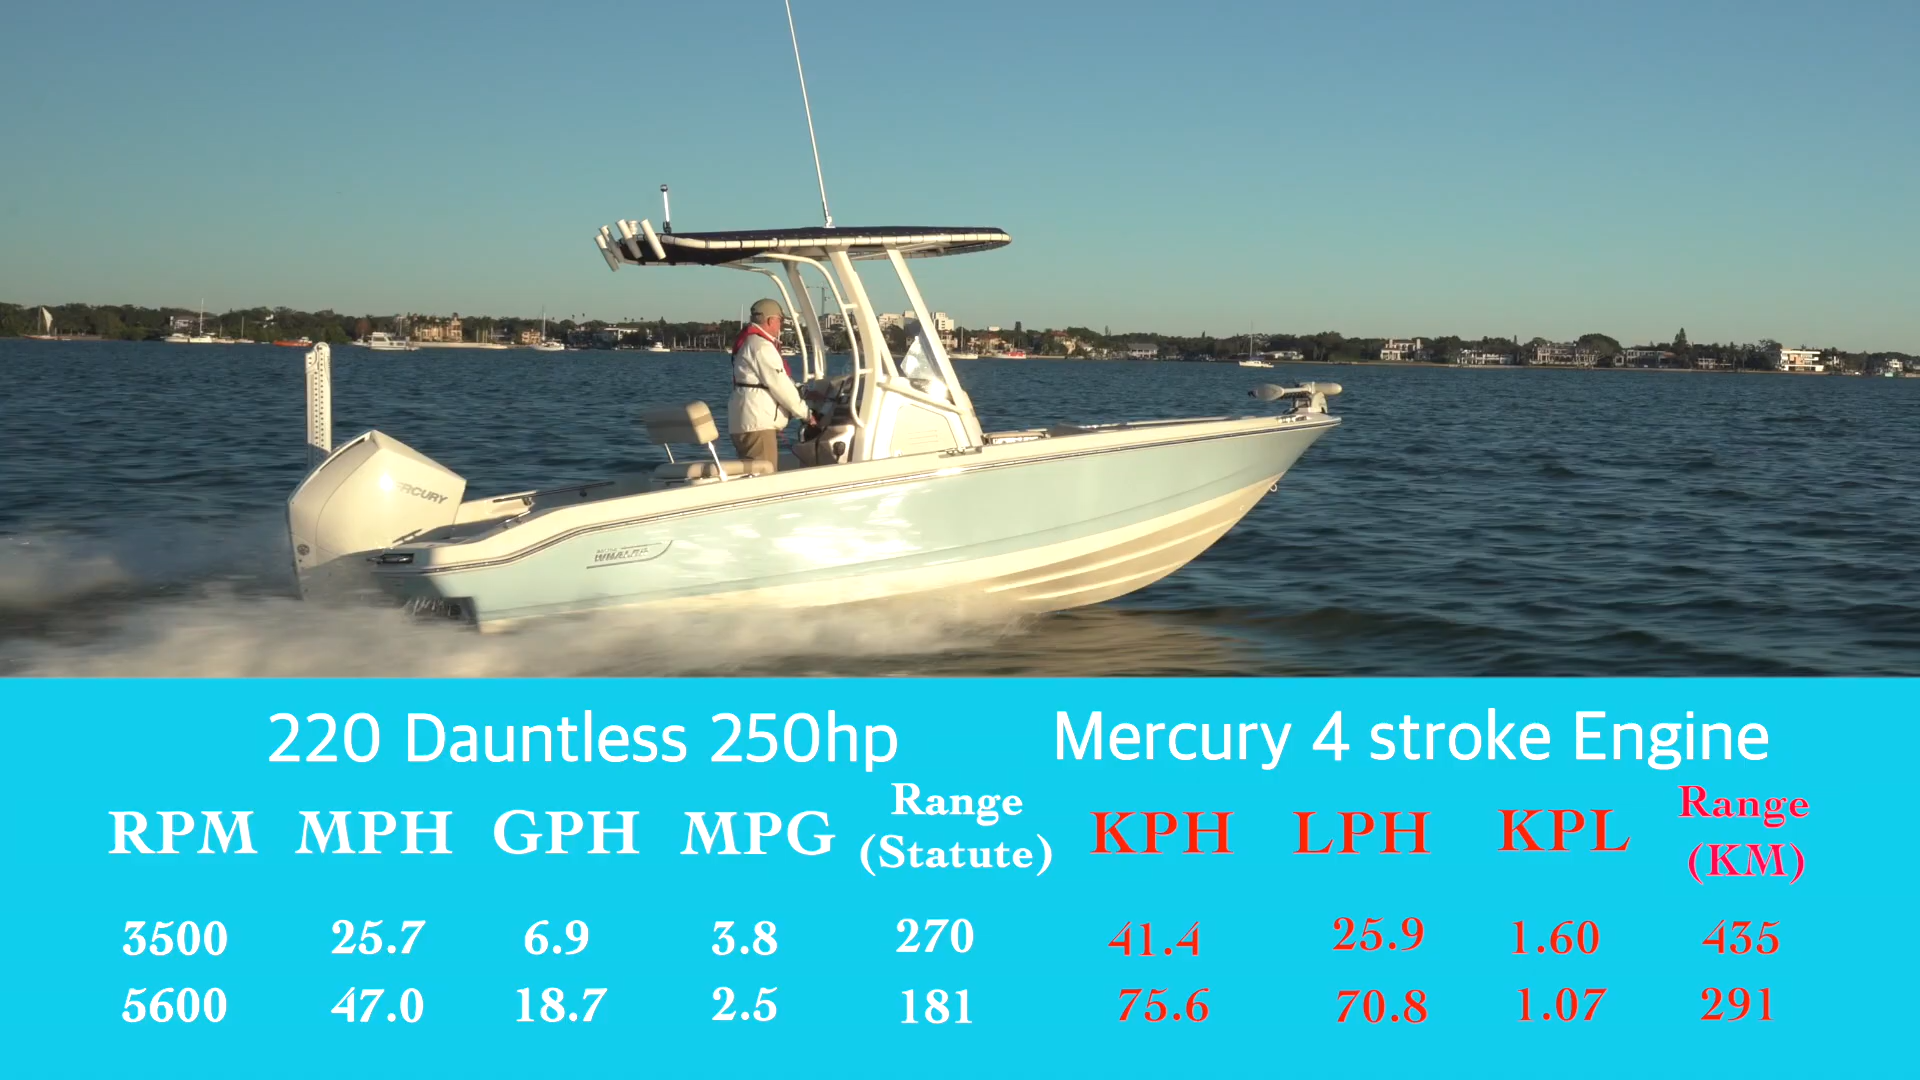 ERCURY
WHALER
220 Dauntless 250hp Mercury 4 stroke Engine
RPM MPH GPH MPG Range (Statute) KPH LPH KPL Range (KM)
3500 25.7 6.9 3.8 270 41.4 25.9 1.60 435
5600 47.0 18.7 2.5 181 75.6 70.8 1.07 291